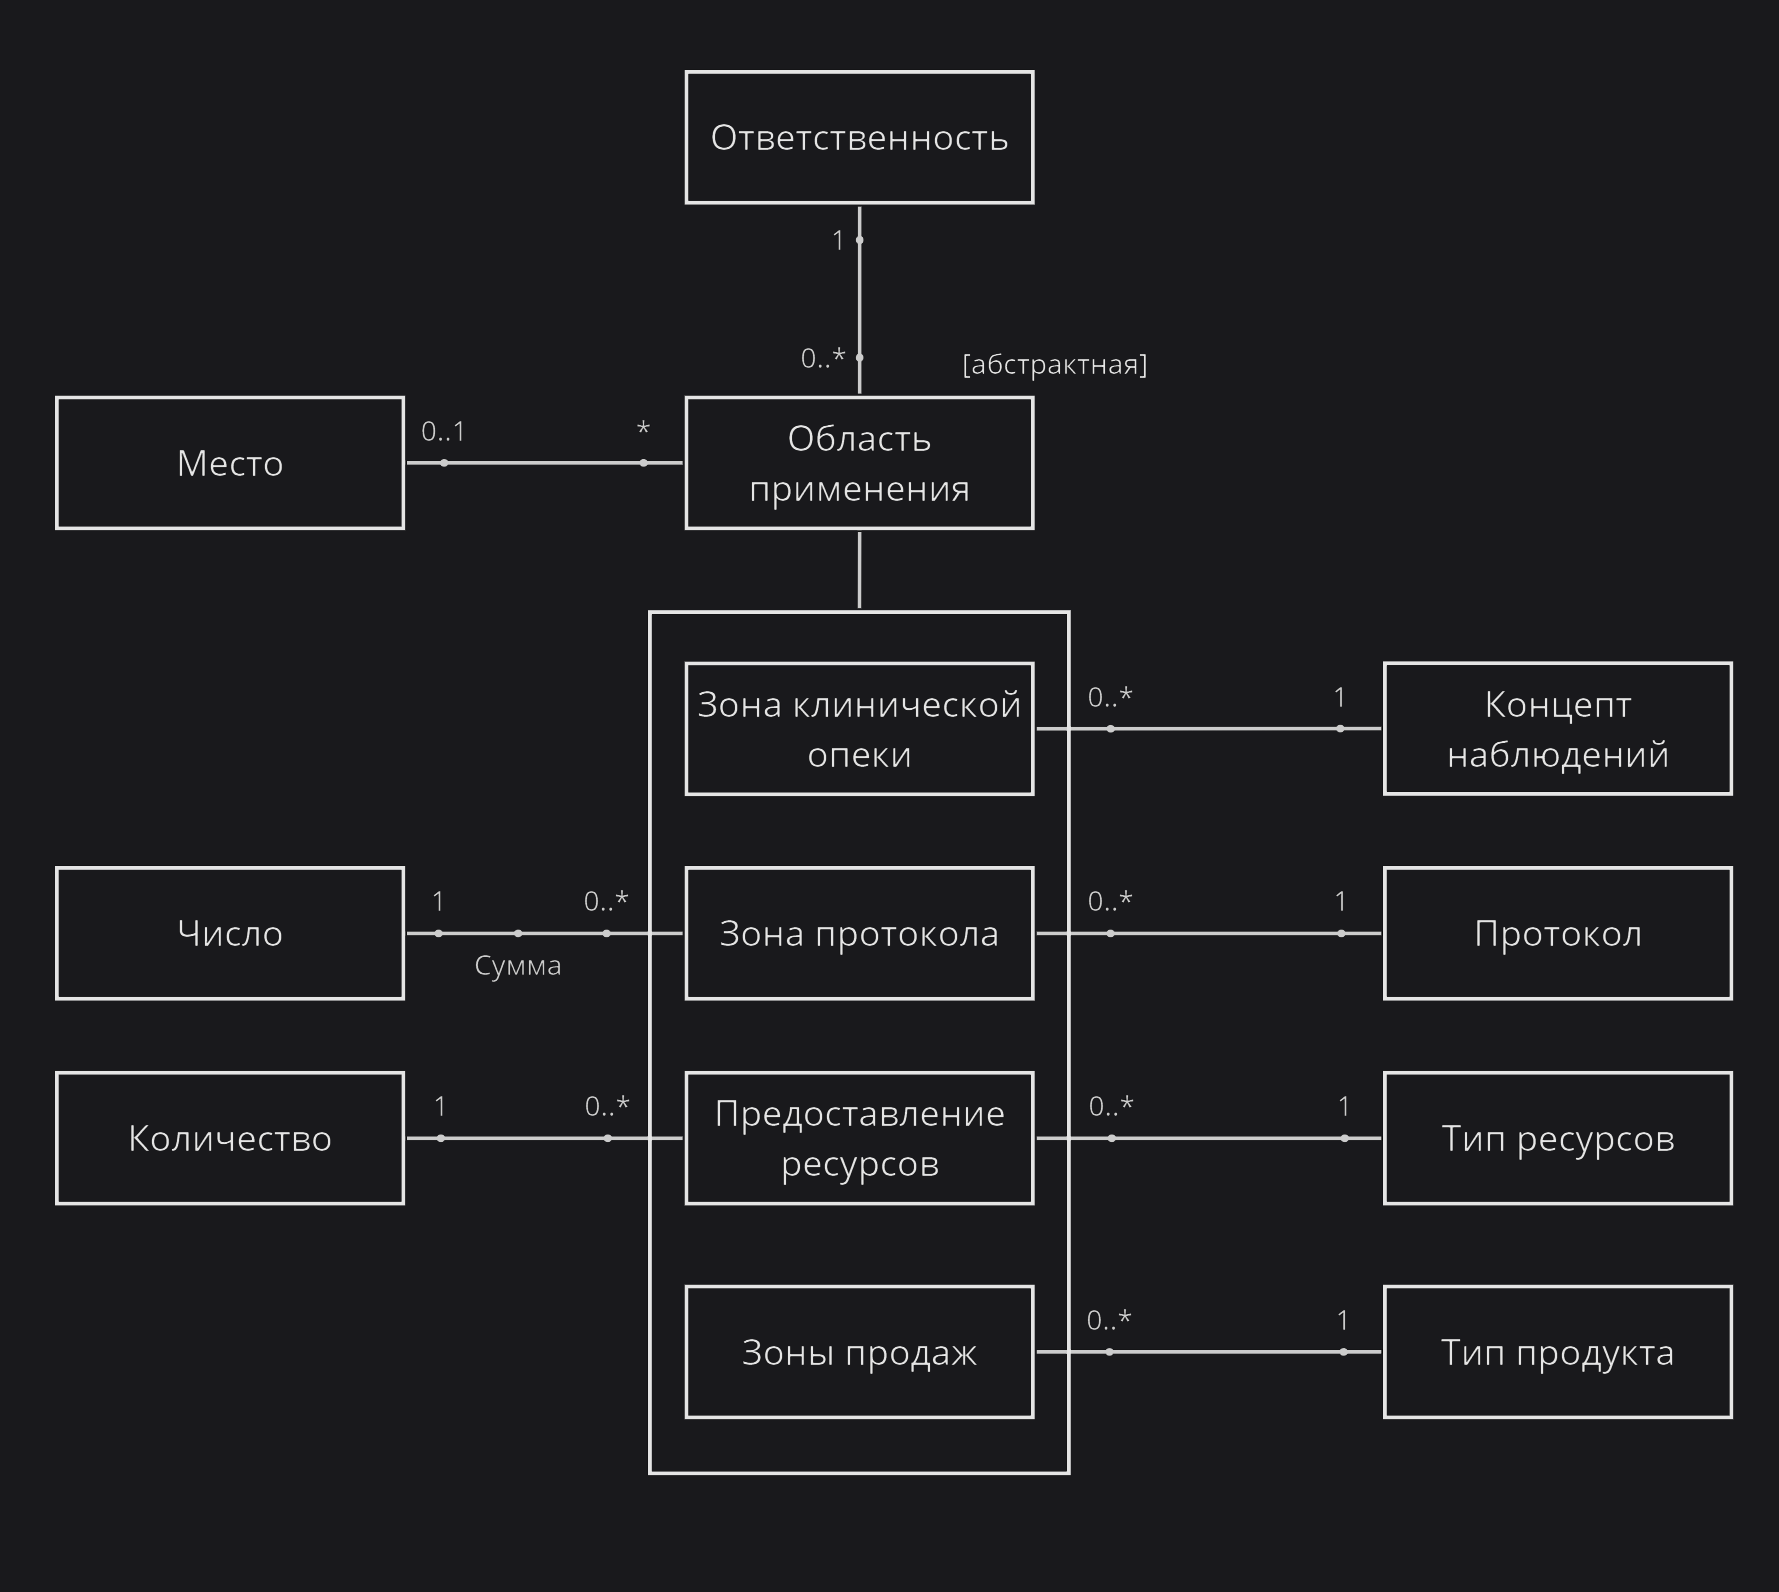 Ответственность
1
0..*
[абстрактная]
Место
0..1
*
Область
применения
Зона клинической
опеки
0..*
1
Концепт
наблюдений
Число
1
0..*
Сумма
Зона протокола
0..*
1
Протокол
Количество
1
0..*
Предоставление
ресурсов
0..*
1
Тип ресурсов
Зоны продаж
0..*
1
Тип продукта